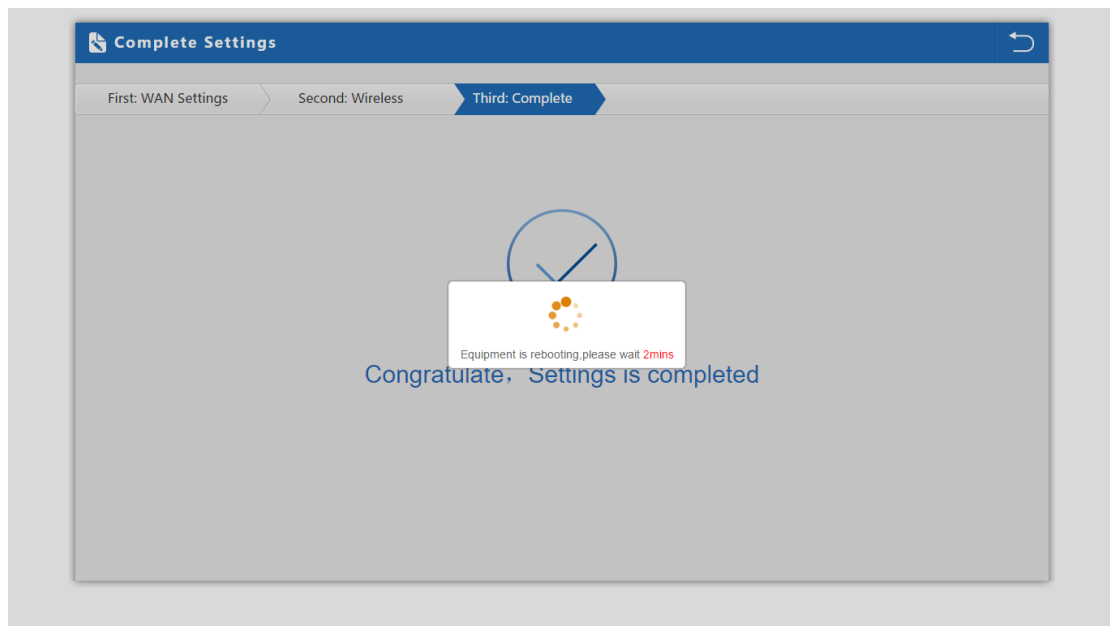 Complete Settings
First: WAN Settings
Second: Wireless
Third: Complete
Equipment is rebooting,please wait 2mins
Congratulate，Settings is completed